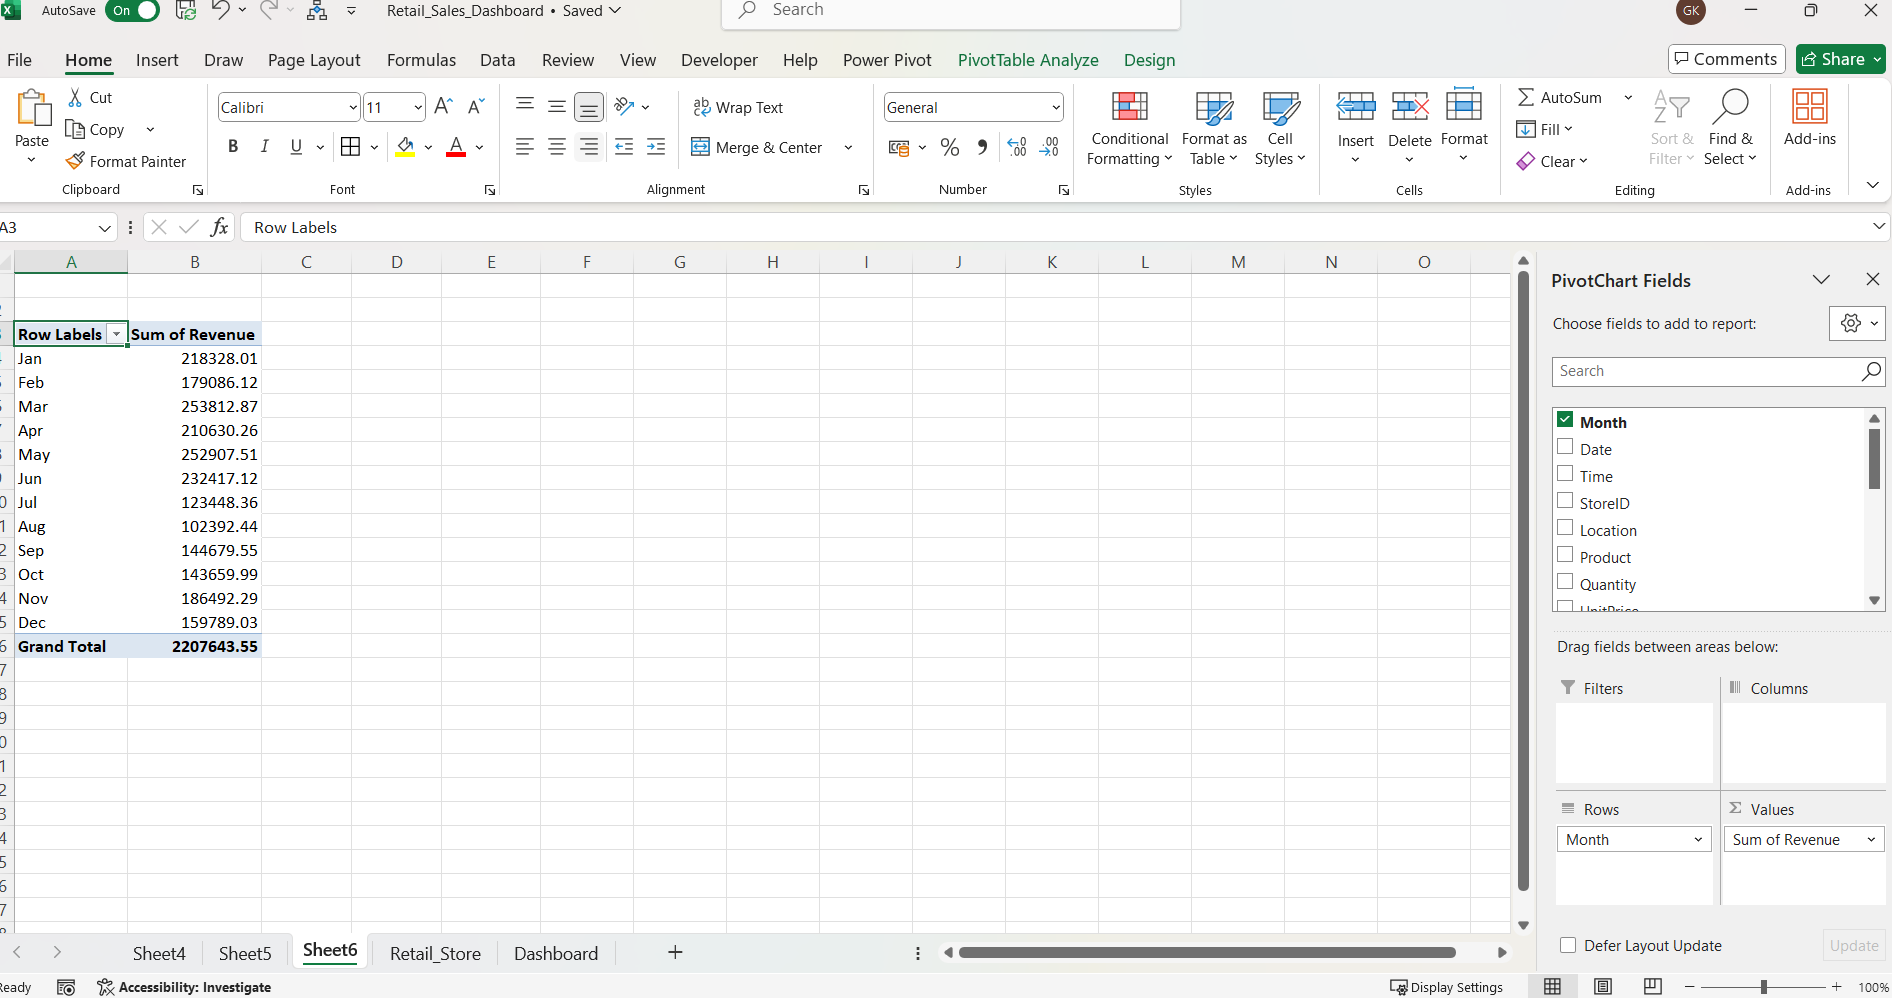 AutoSave On Retail_Sales_Dashboard • Saved Search GK
File Home Insert Draw Page Layout Formulas Data Review View Developer Help Power Pivot PivotTable Analyze Design Comments Share
Paste
Cut
Copy
Format Painter
Clipboard
Calibri 11
B I U A
Font
Wrap Text
Merge & Center
Alignment
General
Number
Conditional Formatting
Format as Table
Cell Styles
Styles
Insert
Delete
Format
Cells
AutoSum
Fill
Clear
Sort & Filter
Find & Select
Editing
Add-ins
Add-ins
A3 fx Row Labels
A B C D E F G H I J K L M N O
Row Labels Sum of Revenue
Jan 218328.01
Feb 179086.12
Mar 253812.87
Apr 210630.26
May 252907.51
Jun 232417.12
Jul 123448.36
Aug 102392.44
Sep 144679.55
Oct 143659.99
Nov 186492.29
Dec 159789.03
Grand Total 2207643.55
PivotChart Fields
Choose fields to add to report:
Search
Month
Date
Time
StoreID
Location
Product
Quantity
UnitPrice
Drag fields between areas below:
Filters
Columns
Rows
Values
Month
Sum of Revenue
Defer Layout Update Update
Sheet4 Sheet5 Sheet6 Retail_Store Dashboard
Ready Accessibility: Investigate Display Settings 100%